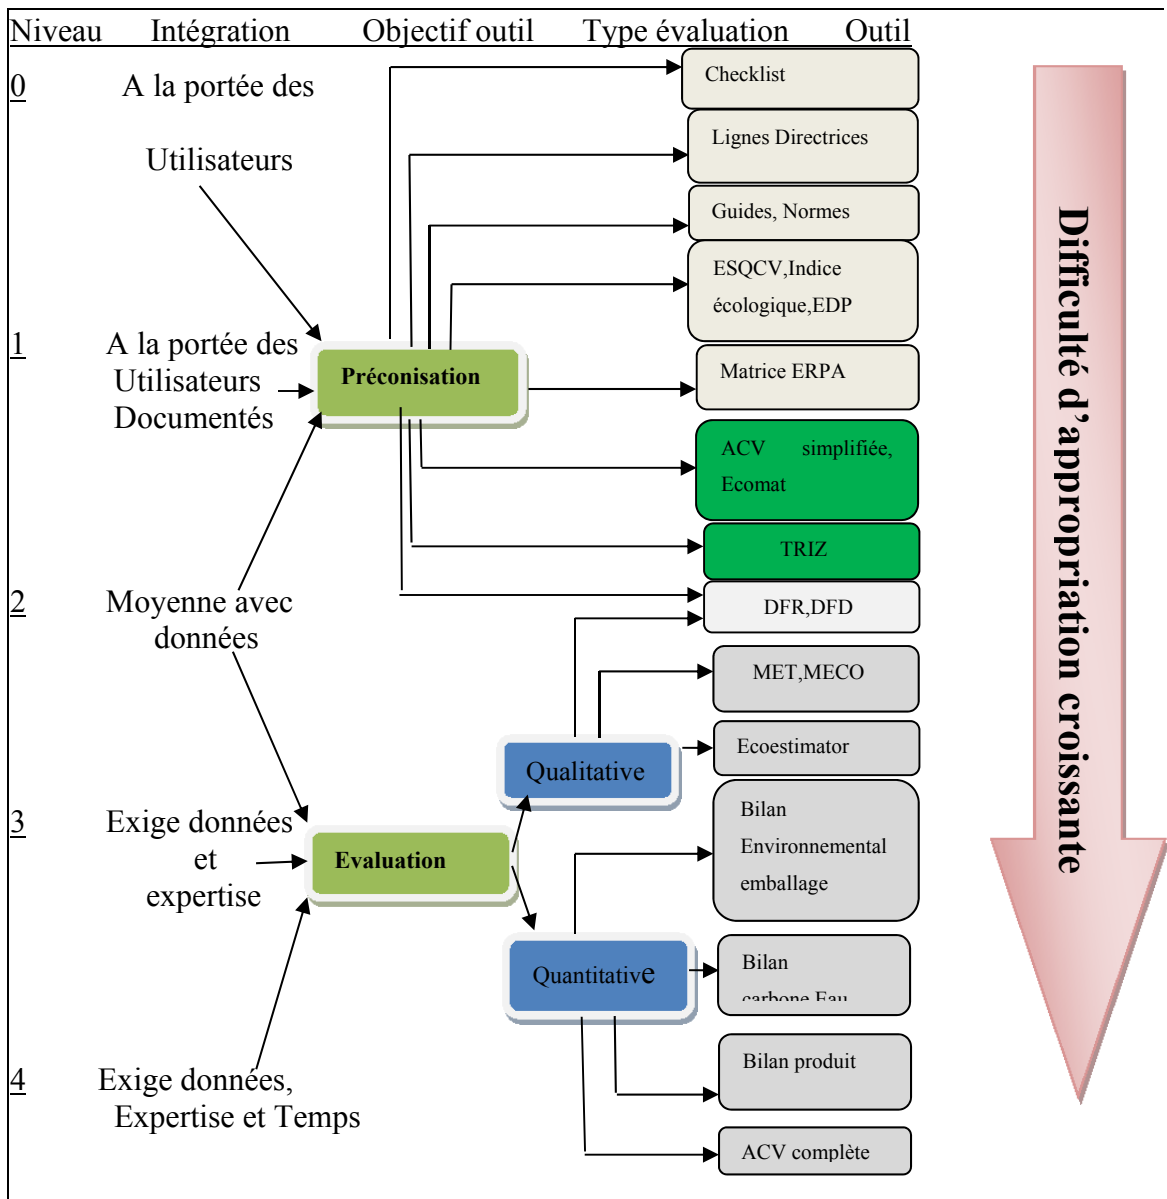 Niveau Intégration Objectif outil Type évaluation Outil
0 A la portée des
Utilisateurs
1 A la portée des
Utilisateurs
Documentés
2 Moyenne avec
données
3 Exige données
et
expertise
4 Exige données,
Expertise et Temps
Préconisation
Evaluation
Qualitative
Quantitative
Checklist
Lignes Directrices
Guides, Normes
ESQCV,Indice
écologique,EDP
Matrice ERPA
ACV simplifiée,
Ecomat
TRIZ
DFR,DFD
MET,MECO
Ecoestimator
Bilan
Environnemental
emballage
Bilan
carbone Eau
Bilan produit
ACV complète
Difficulté d'appropriation croissante